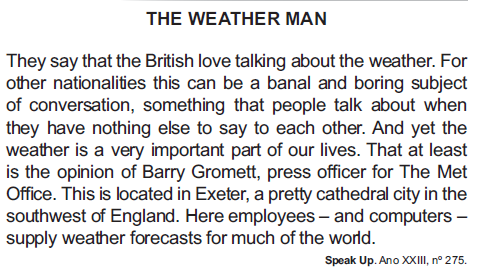 THE WEATHER MAN
They say that the British love talking about the weather. For
other nationalities this can be a banal and boring subject
of conversation, something that people talk about when
they have nothing else to say to each other. And yet the
weather is a very important part of our lives. That at least
is the opinion of Barry Gromett, press officer for The Met
Office. This is located in Exeter, a pretty cathedral city in the
southwest of England. Here employees – and computers –
supply weather forecasts for much of the world.
Speak Up. Ano XXIII, nº 275.